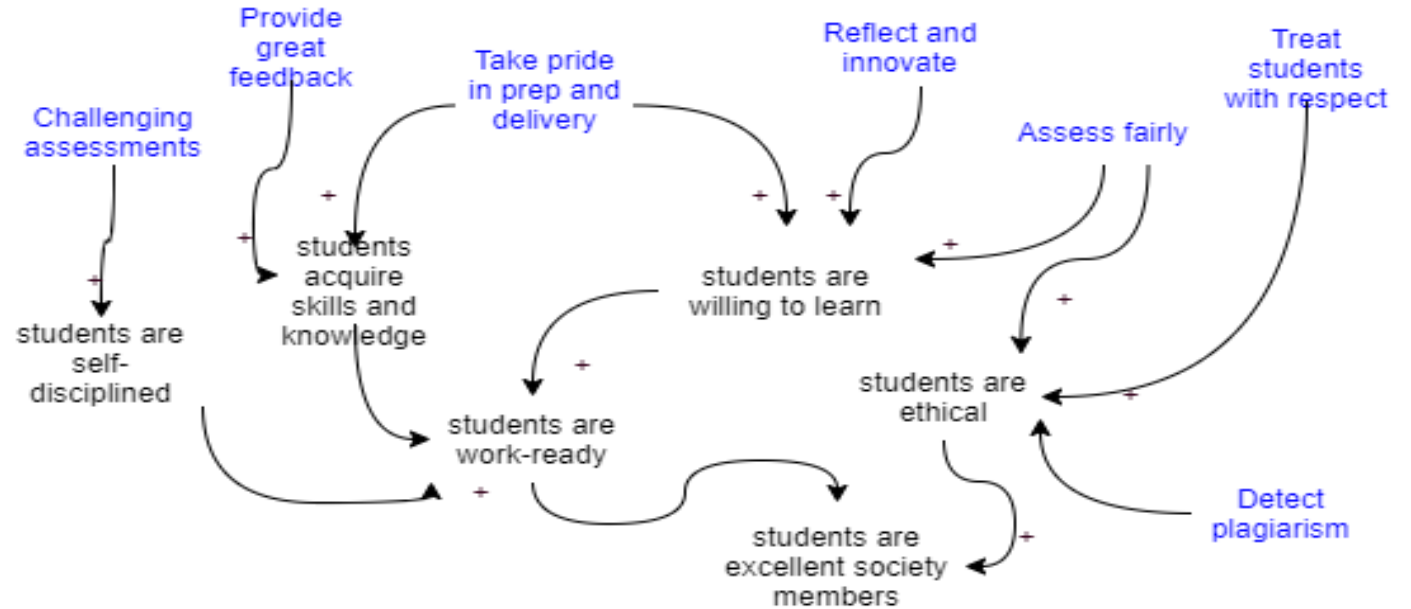 Provide
great
feedback
Challenging
assessments
Take pride
in prep and
delivery
Reflect and
innovate
Treat
students
with respect
Assess fairly
+
+
+
+
+
+
students
acquire
skills and
knowledge
students are
willing to learn
+
students are
self-
disciplined
+
students are
ethical
+
students are
work-ready
+
Detect
plagiarism
students are
excellent society
members
+